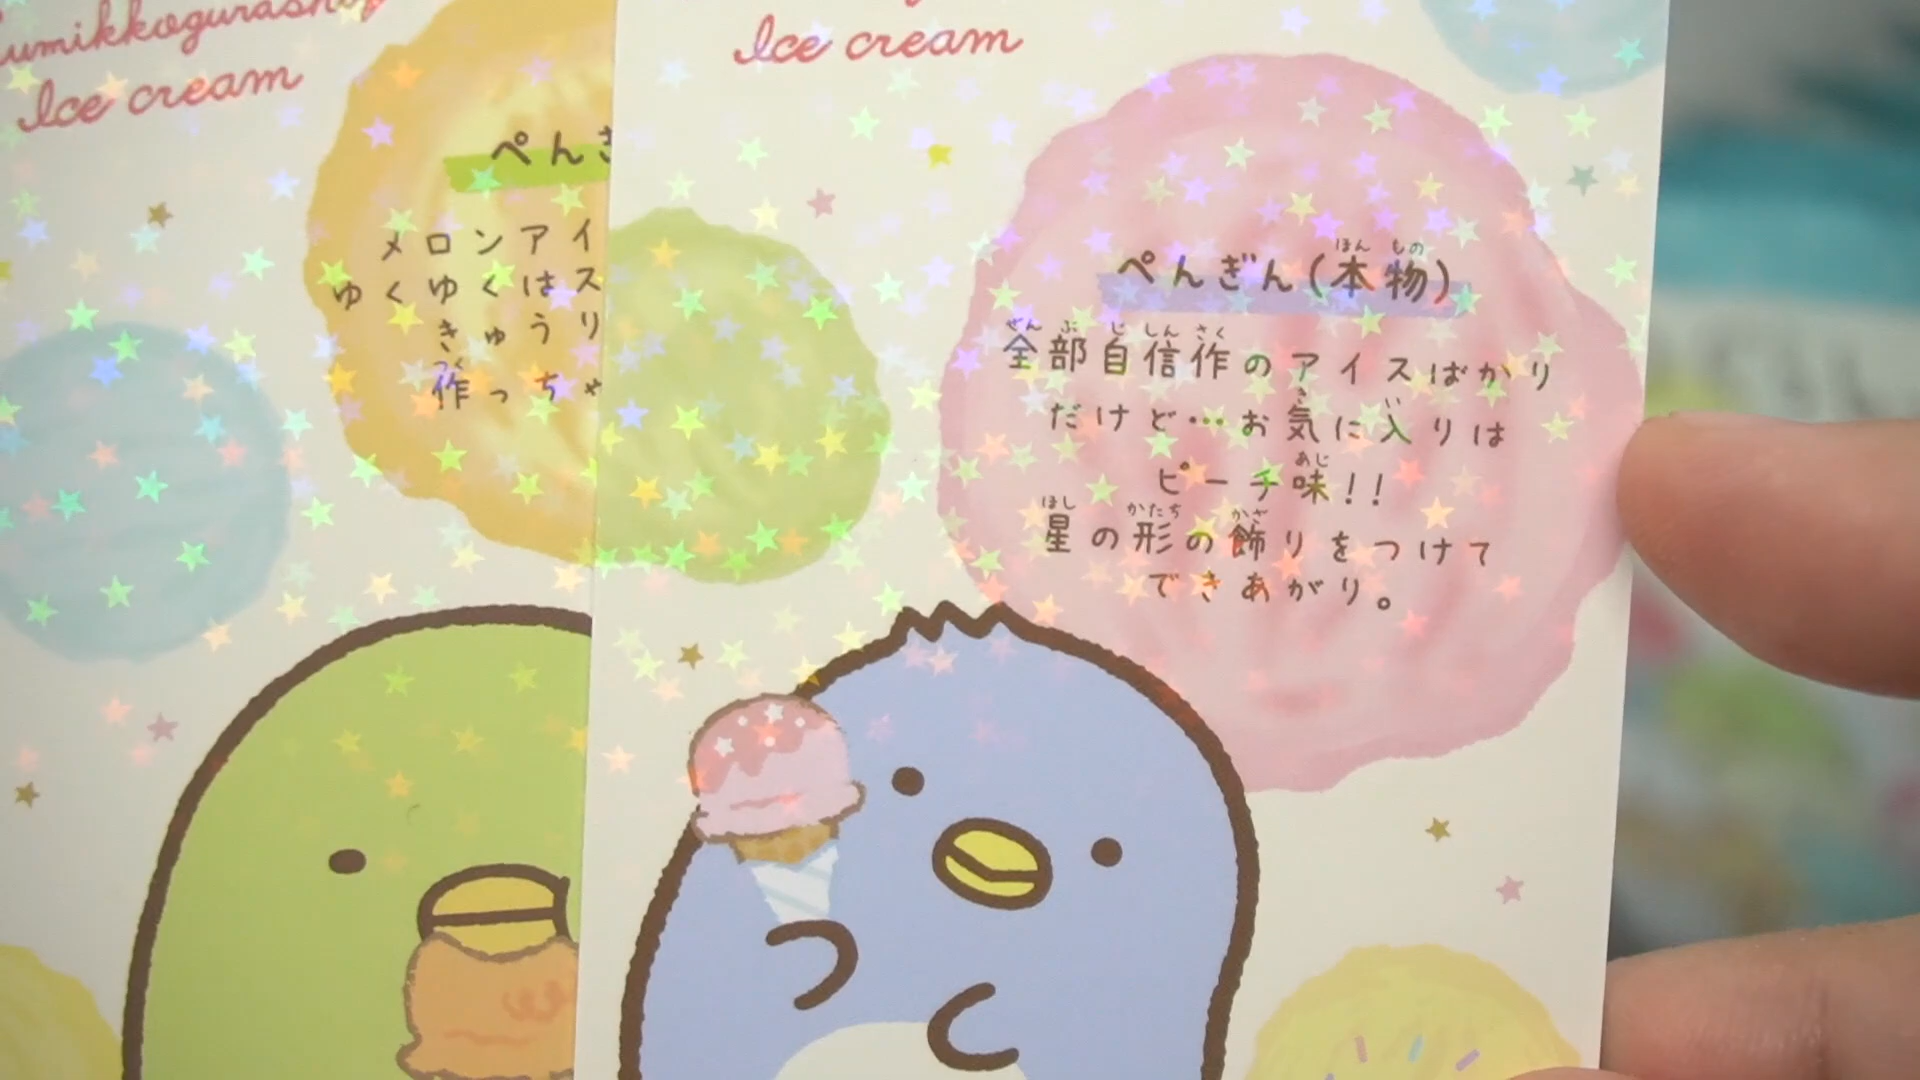 umikkogurashi
Ice cream
ぺんぎ
メロンアイ
ゆくゆくはス
きゅうり
作っちゃ
つく
Ice cream
ぺんぎん(本物)
ほん もの
全部自信作のアイスばかり
ぜん ぶ じ しん さく
だけど…お気に入りは
き い
ピーチ味!!
あじ
星の形の飾りをつけて
ほし かたち かざ
できあがり。